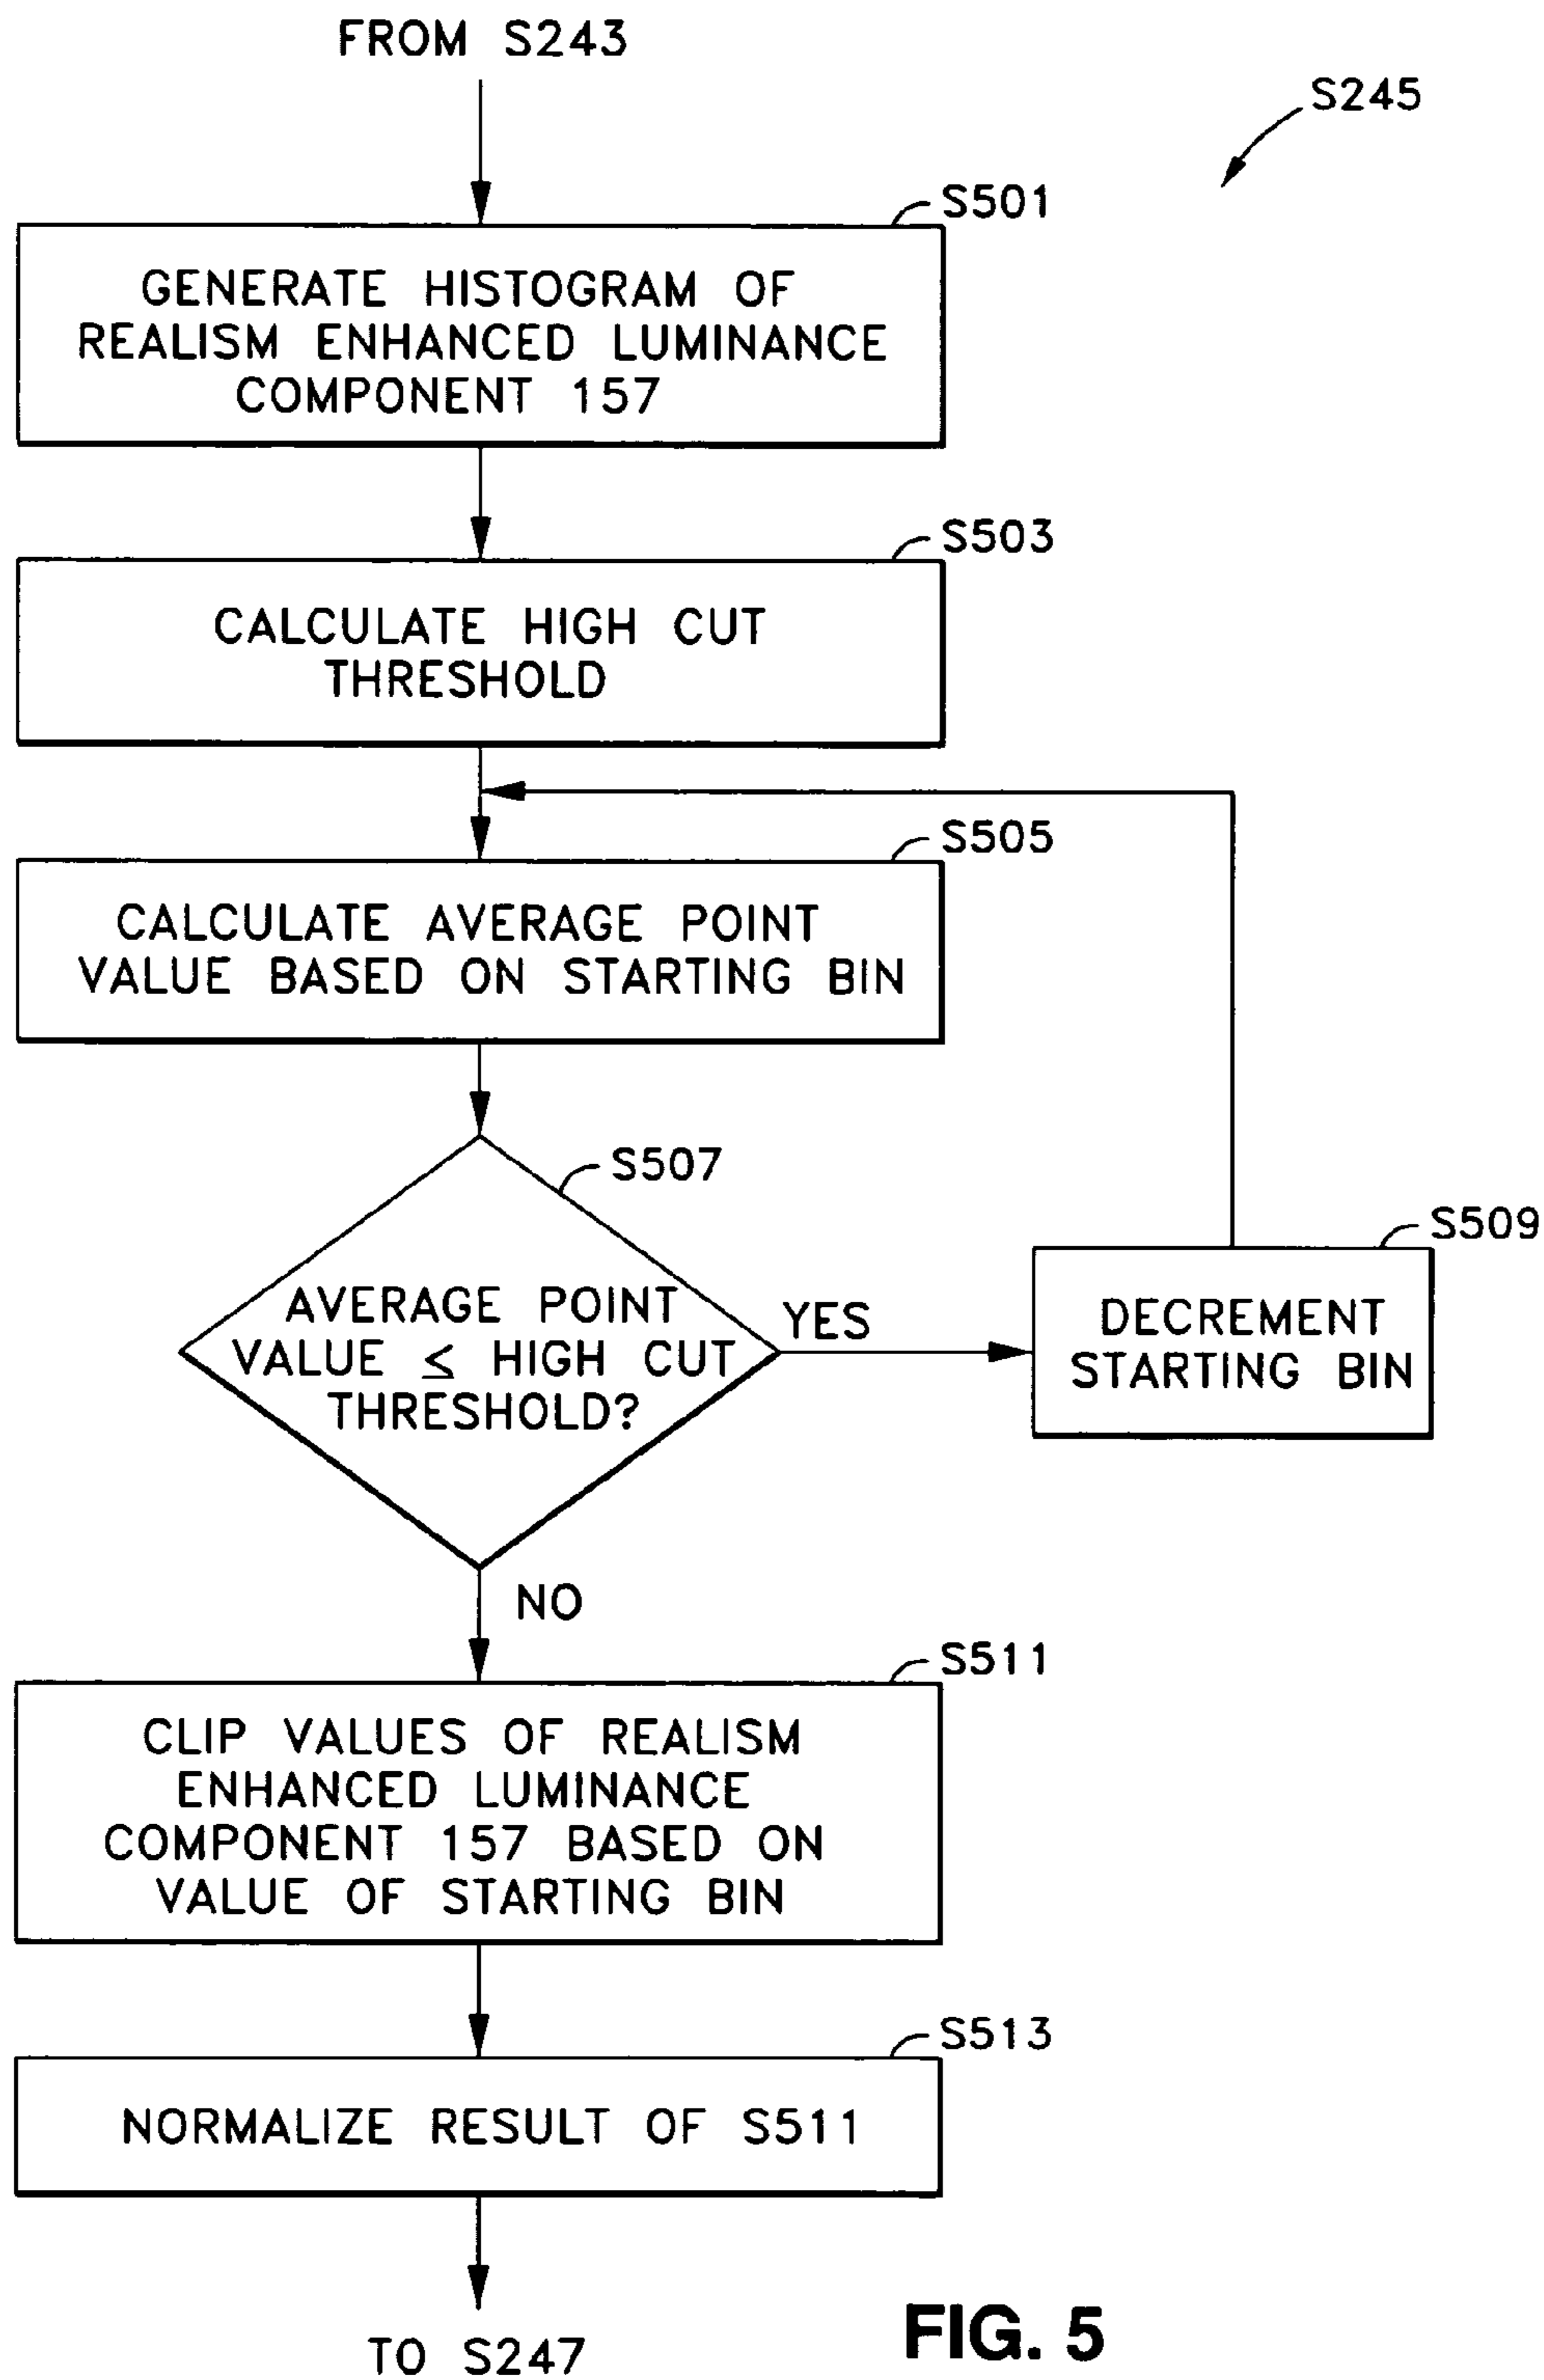 FROM S243
S245
S501
GENERATE HISTOGRAM OF
REALISM ENHANCED LUMINANCE
COMPONENT 157
S503
CALCULATE HIGH CUT
THRESHOLD
S505
CALCULATE AVERAGE POINT
VALUE BASED ON STARTING BIN
S507
AVERAGE POINT
VALUE ≤ HIGH CUT
THRESHOLD?
YES
S509
DECREMENT
STARTING BIN
NO
S511
CLIP VALUES OF REALISM
ENHANCED LUMINANCE
COMPONENT 157 BASED ON
VALUE OF STARTING BIN
S513
NORMALIZE RESULT OF S511
TO S247
FIG. 5